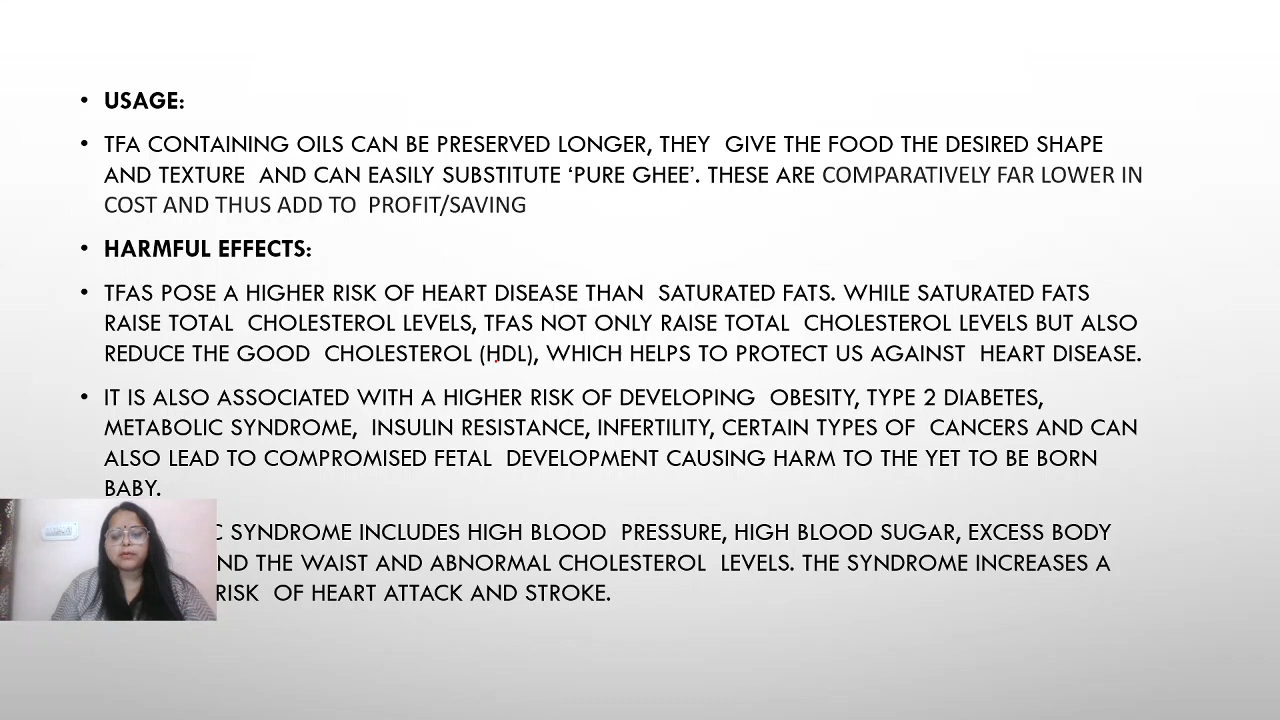 • USAGE:
• TFA CONTAINING OILS CAN BE PRESERVED LONGER, THEY GIVE THE FOOD THE DESIRED SHAPE
AND TEXTURE AND CAN EASILY SUBSTITUTE ‘PURE GHEE’. THESE ARE COMPARATIVELY FAR LOWER IN
COST AND THUS ADD TO PROFIT/SAVING
• HARMFUL EFFECTS:
• TFAS POSE A HIGHER RISK OF HEART DISEASE THAN SATURATED FATS. WHILE SATURATED FATS
RAISE TOTAL CHOLESTEROL LEVELS, TFAS NOT ONLY RAISE TOTAL CHOLESTEROL LEVELS BUT ALSO
REDUCE THE GOOD CHOLESTEROL (HDL), WHICH HELPS TO PROTECT US AGAINST HEART DISEASE.
• IT IS ALSO ASSOCIATED WITH A HIGHER RISK OF DEVELOPING OBESITY, TYPE 2 DIABETES,
METABOLIC SYNDROME, INSULIN RESISTANCE, INFERTILITY, CERTAIN TYPES OF CANCERS AND CAN
ALSO LEAD TO COMPROMISED FETAL DEVELOPMENT CAUSING HARM TO THE YET TO BE BORN
BABY.
SYNDROME INCLUDES HIGH BLOOD PRESSURE, HIGH BLOOD SUGAR, EXCESS BODY
THE WAIST AND ABNORMAL CHOLESTEROL LEVELS. THE SYNDROME INCREASES A
RISK OF HEART ATTACK AND STROKE.